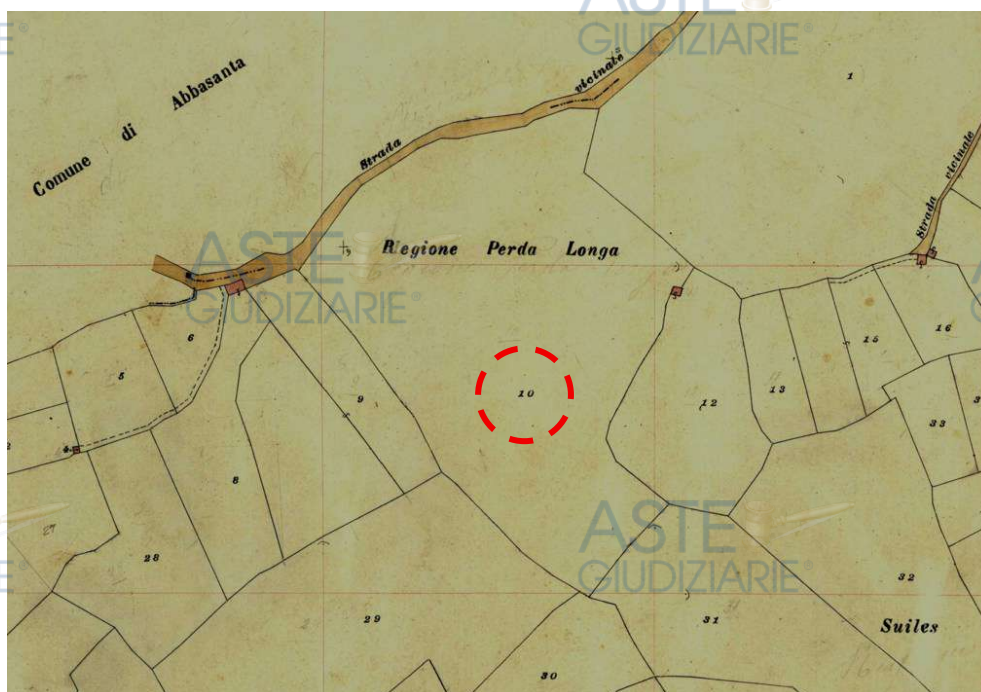 ASTE
GIUDIZIARIE®
Comune di Abbasanta
Strada vicinale
1
Strada vicinale
Regione Perda Longa
ASTE
GIUDIZIARIE®
6
5
9
10
12
13
15
16
33
8
27
28
ASTE
GIUDIZIARIE®
29
31
32
Suiles
30